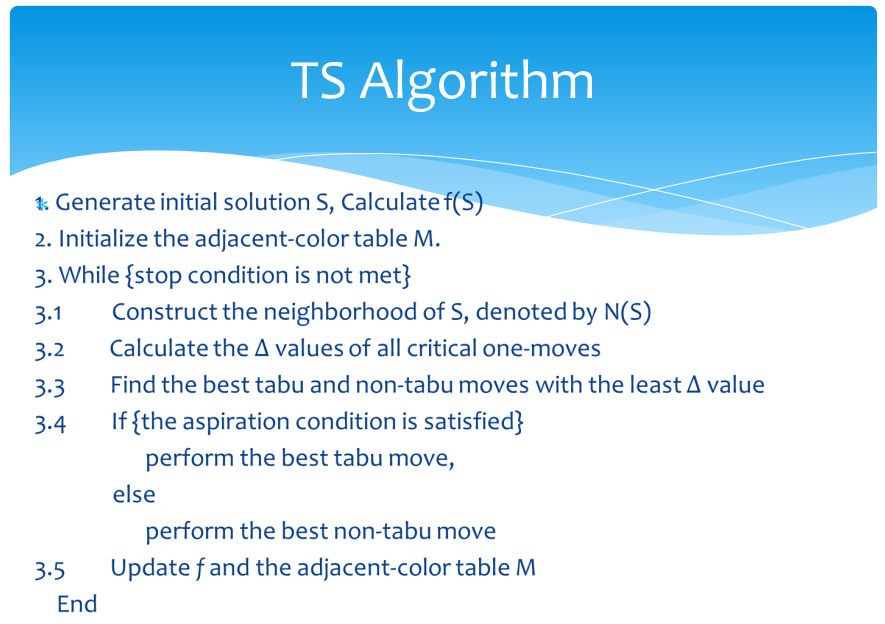 TS Algorithm
1. Generate initial solution S, Calculate f(S)
2. Initialize the adjacent-color table M.
3. While {stop condition is not met}
3.1 Construct the neighborhood of S, denoted by N(S)
3.2 Calculate the Δ values of all critical one-moves
3.3 Find the best tabu and non-tabu moves with the least Δ value
3.4 If {the aspiration condition is satisfied}
perform the best tabu move,
else
perform the best non-tabu move
3.5 Update f and the adjacent-color table M
End